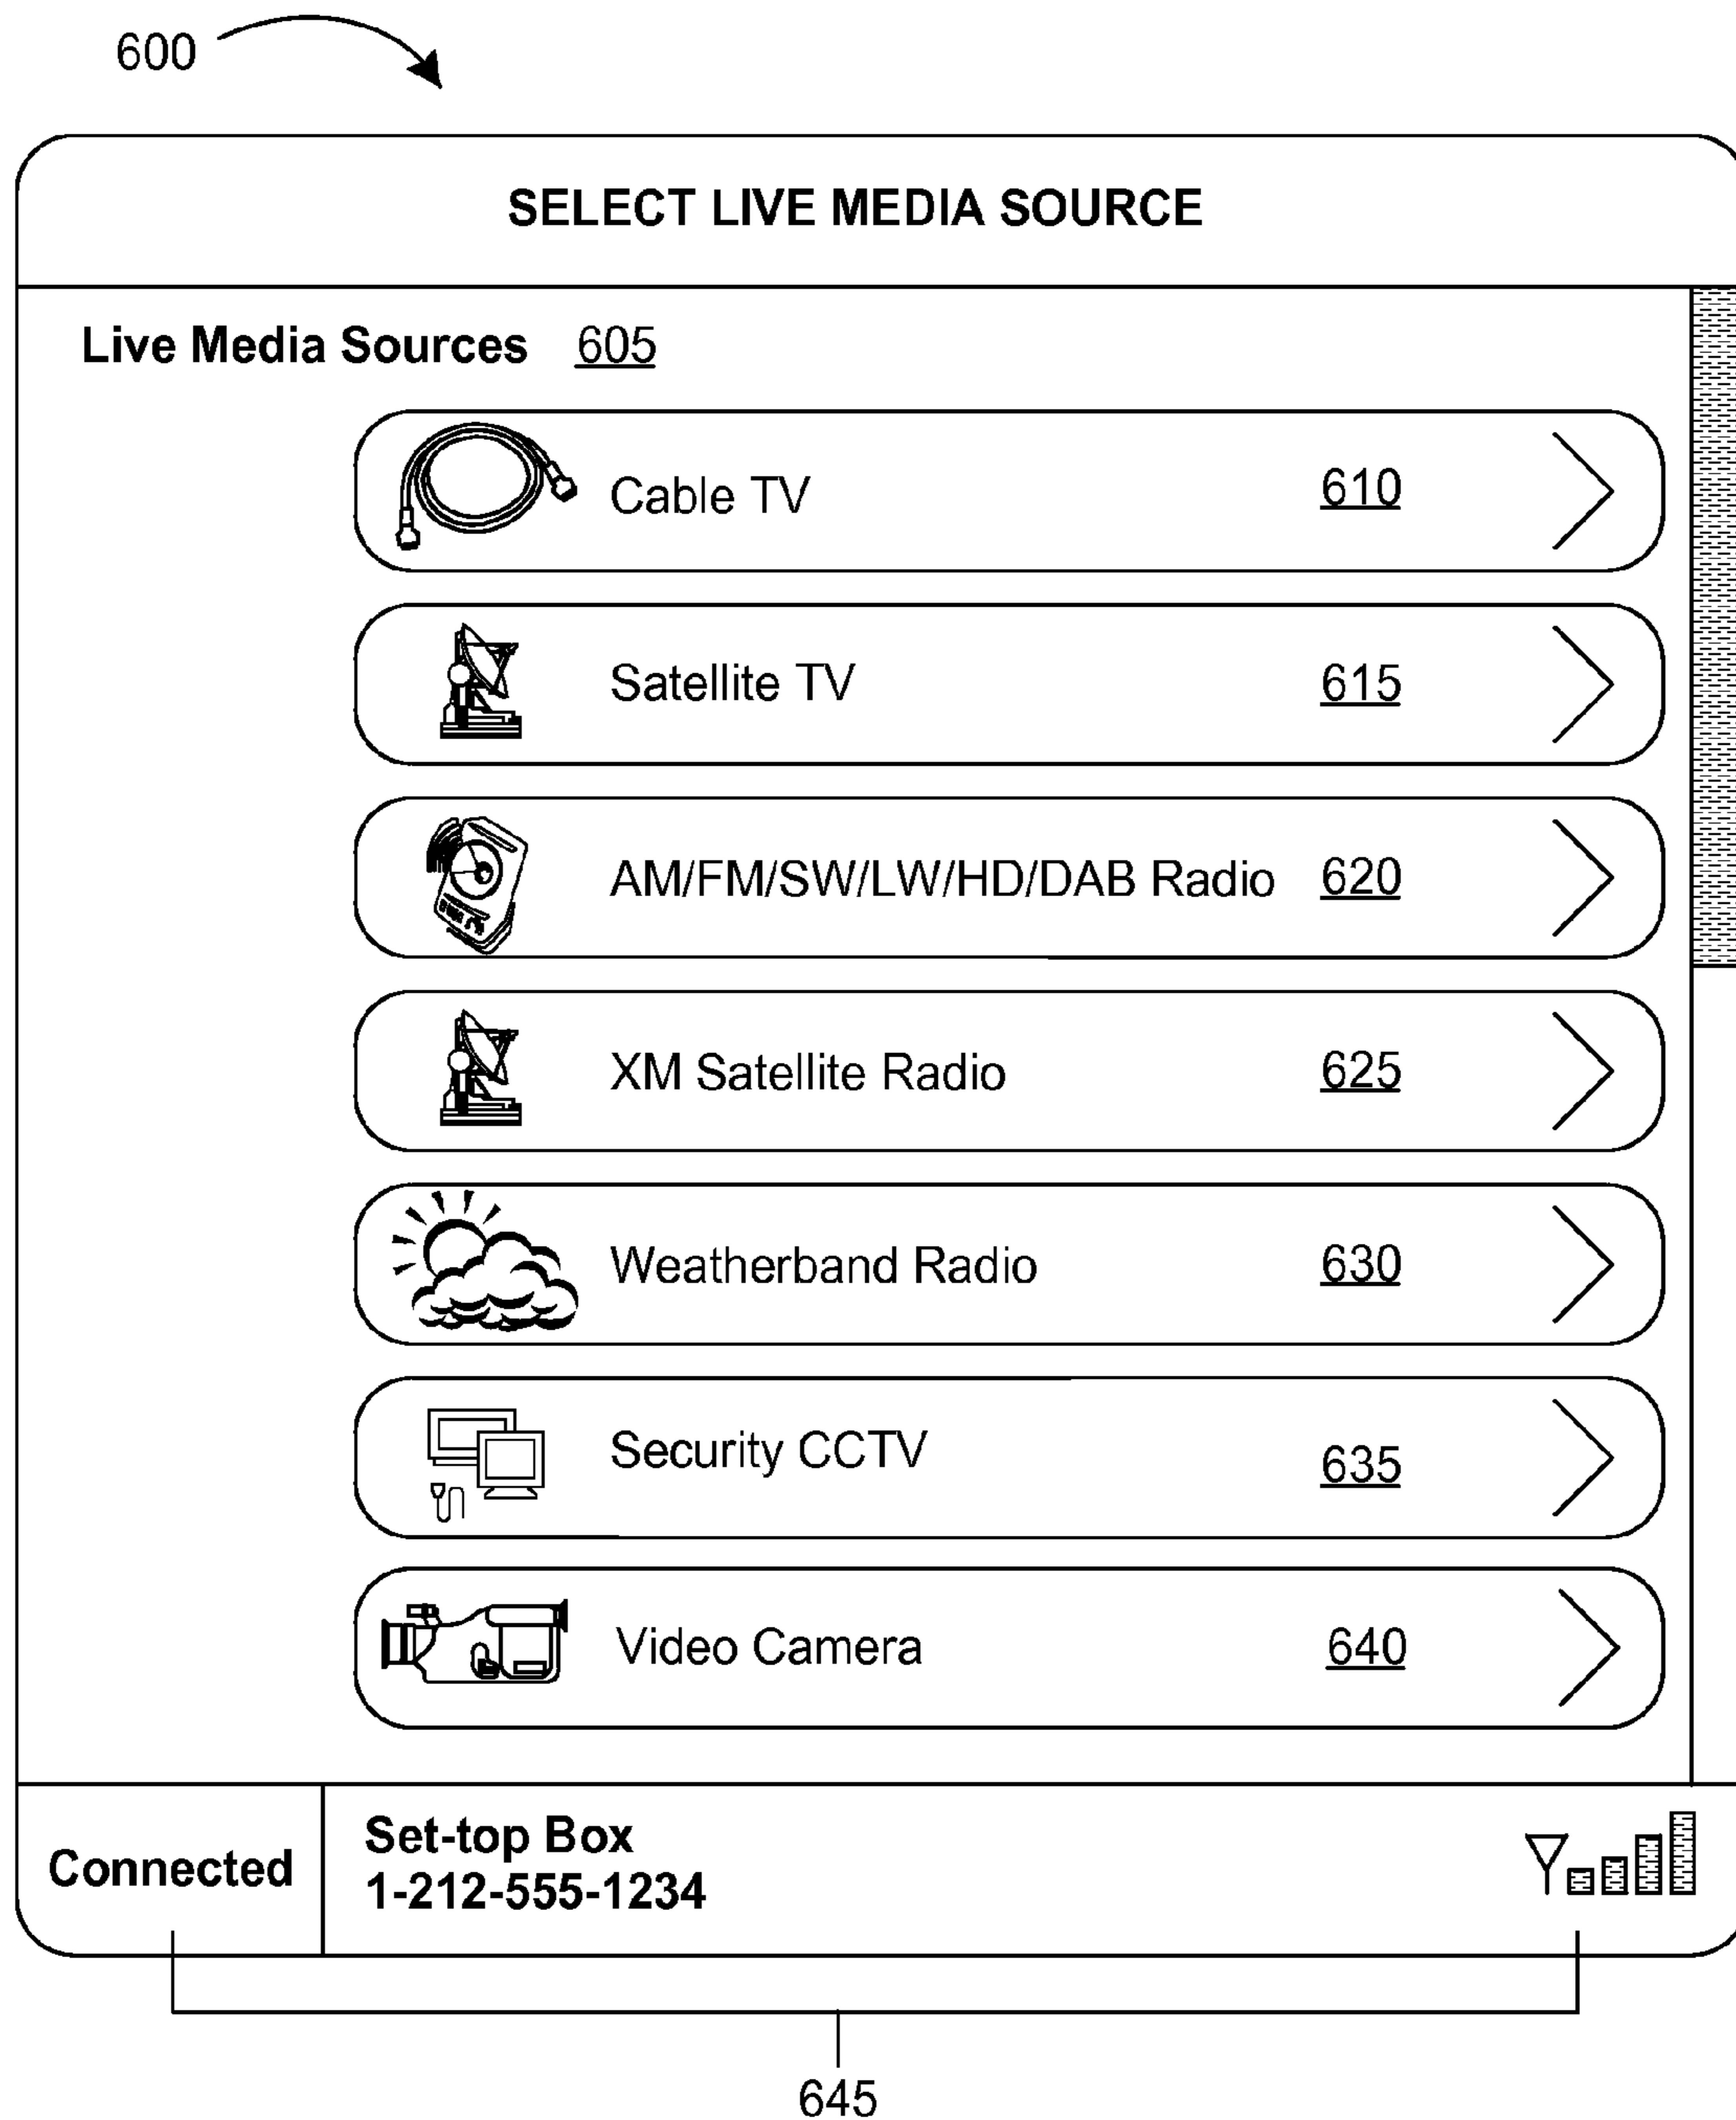 600
SELECT LIVE MEDIA SOURCE
Live Media Sources 605
Cable TV 610
Satellite TV 615
AM/FM/SW/LW/HD/DAB Radio 620
XM Satellite Radio 625
Weatherband Radio 630
Security CCTV 635
Video Camera 640
Connected
Set-top Box
1-212-555-1234
645